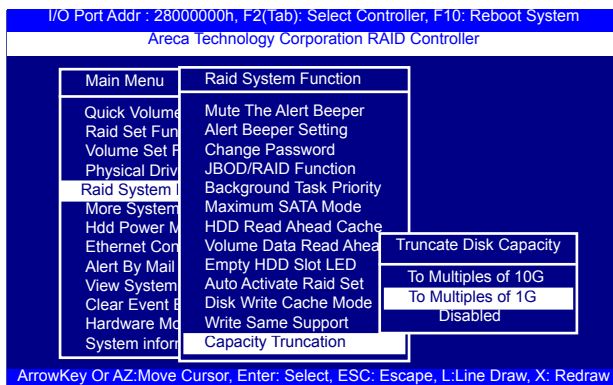 I/O Port Addr : 28000000h, F2(Tab): Select Controller, F10: Reboot System
Areca Technology Corporation RAID Controller
Main Menu
Quick Volume
Raid Set Fun
Volume Set F
Physical Driv
Raid System
More System
Hdd Power M
Ethernet Con
Alert By Mail
View System
Clear Event
Hardware Mo
System inforr
Raid System Function
Mute The Alert Beeper
Alert Beeper Setting
Change Password
JBOD/RAID Function
Background Task Priority
Maximum SATA Mode
HDD Read Ahead Cache
Volume Data Read Ahea
Empty HDD Slot LED
Auto Activate Raid Set
Disk Write Cache Mode
Write Same Support
Capacity Truncation
Truncate Disk Capacity
To Multiples of 10G
To Multiples of 1G
Disabled
ArrowKey Or AZ:Move Cursor, Enter: Select, ESC: Escape, L:Line Draw, X: Redraw